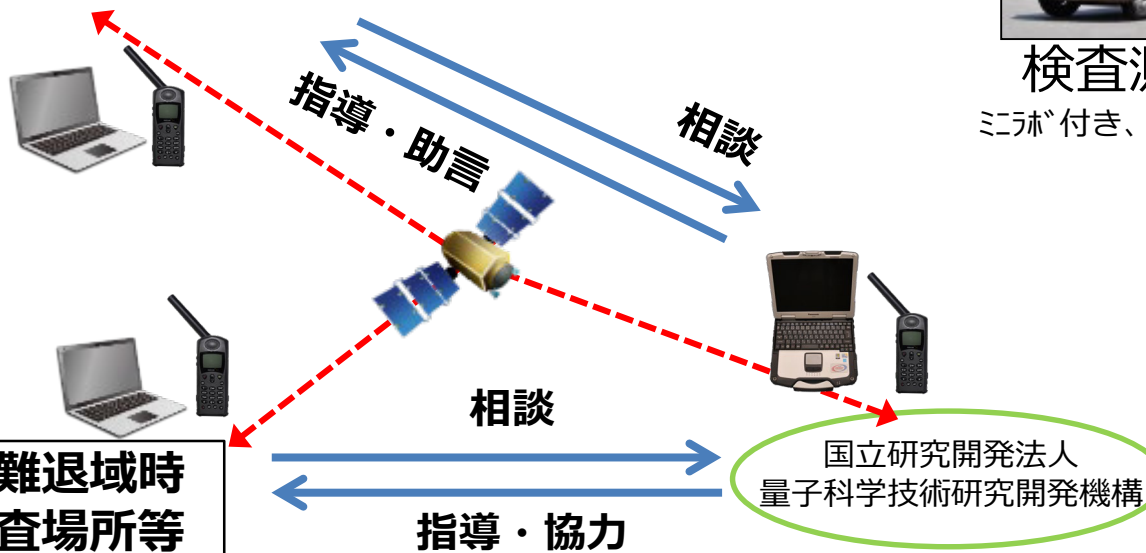 検査測
ﾐﾆﾗﾎﾞ付き、
指導・助言
相談
相談
難退域時
査場所等
国立研究開発法人
量子科学技術研究開発機構
指導・協力